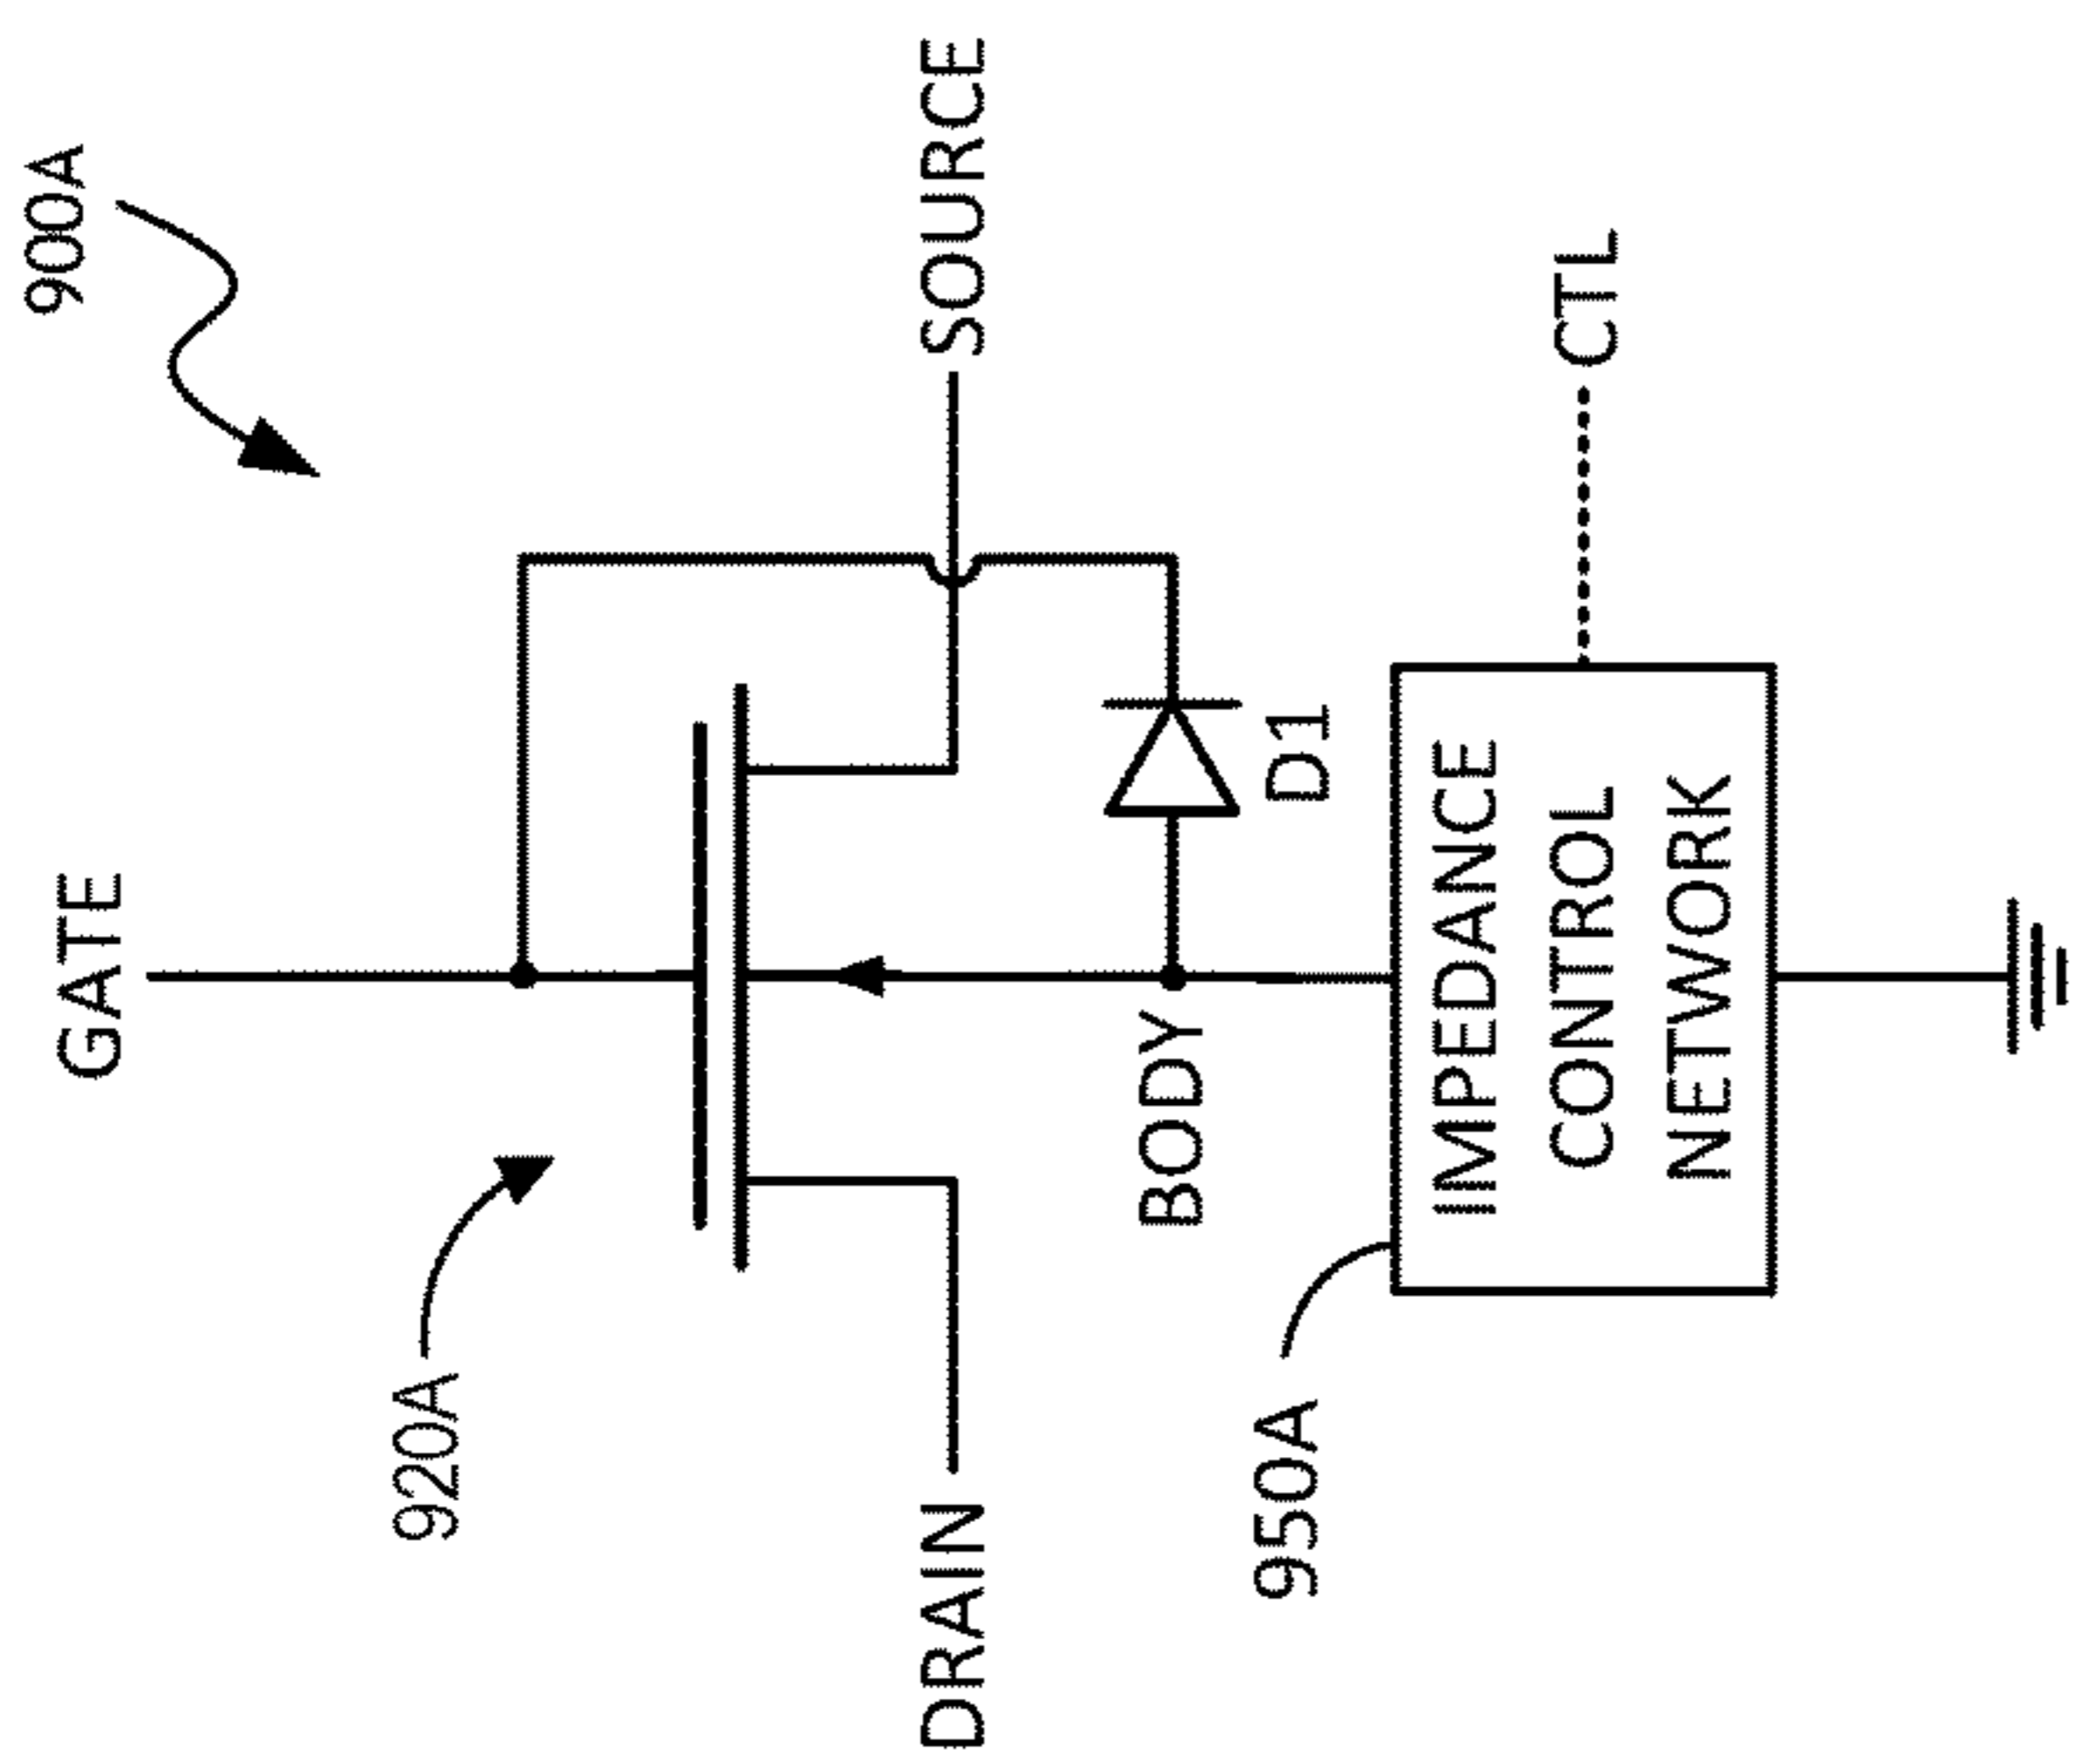 900A
GATE
920A
SOURCE
DRAIN
BODY
D1
950A
IMPEDANCE
CONTROL
NETWORK
CTL